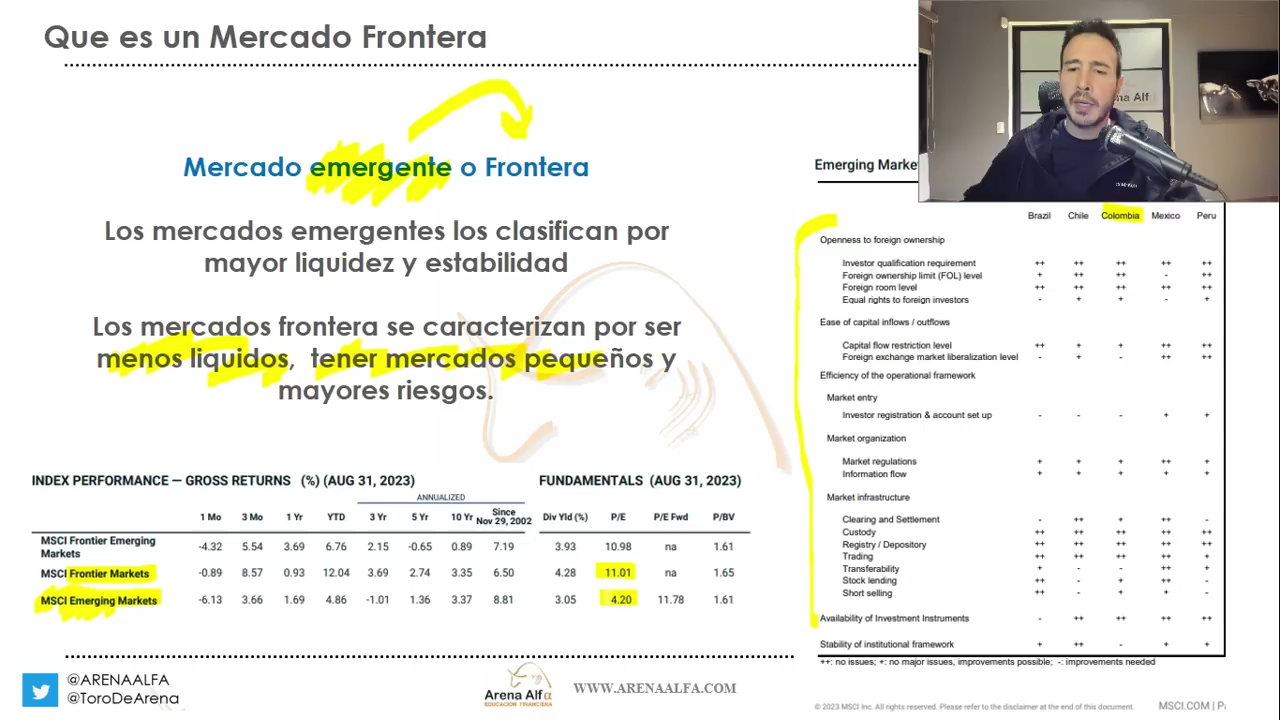 Que es un Mercado Frontera
Mercado emergente o Frontera
Los mercados emergentes los clasifican por
mayor liquidez y estabilidad
Los mercados frontera se caracterizan por ser
menos liquidos, tener mercados pequeños y
mayores riesgos.
INDEX PERFORMANCE — GROSS RETURNS (%) (AUG 31, 2023)
ANNUALIZED
1 Mo 3 Mo 1 Yr YTD 3 Yr 5 Yr 10 Yr Since Nov 29, 2002
MSCI Frontier Emerging
Markets -4.32 5.54 3.69 6.76 2.15 -0.65 0.89 7.19
MSCI Frontier Markets -0.89 8.57 0.93 12.04 3.69 2.74 3.35 6.50
MSCI Emerging Markets -6.13 3.66 1.69 4.86 -1.01 1.36 3.37 8.81
FUNDAMENTALS (AUG 31, 2023)
Div Yld (%) P/E P/E Fwd P/BV
3.93 10.98 na 1.61
4.28 11.01 na 1.65
3.05 4.20 11.78 1.61
Emerging Marke
Brazil Chile Colombia Mexico Peru
Openness to foreign ownership
Investor qualification requirement ++ ++ ++ ++ ++
Foreign ownership limit (FOL) level + ++ ++ - ++
Foreign room level ++ ++ ++ ++ ++
Equal rights to foreign investors - + + - +
Ease of capital inflows / outflows
Capital flow restriction level ++ + + ++ ++
Foreign exchange market liberalization level - + - ++ ++
Efficiency of the operational framework
Market entry
Investor registration & account set up - - - + +
Market organization
Market regulations + + + ++ +
Information flow + + + + +
Market infrastructure
Clearing and Settlement - ++ + ++ -
Custody ++ ++ ++ ++ ++
Registry / Depository ++ ++ ++ ++ ++
Trading ++ ++ ++ ++ +
Transferability + - - ++ +
Stock lending ++ - + + -
Short selling ++ - + + -
Availability of Investment Instruments - ++ ++ ++ ++
Stability of institutional framework + ++ - + +
++: no issues; +: no major issues, improvements possible; -: improvements needed
@ARENAALFA
@ToroDeArena
Arena Alfα
EDUCACIÓN FINANCIERA
WWW.ARENAALFA.COM
© 2023 MSCI Inc. All rights reserved. Please refer to the disclaimer at the end of this document.
MSCI.COM | P